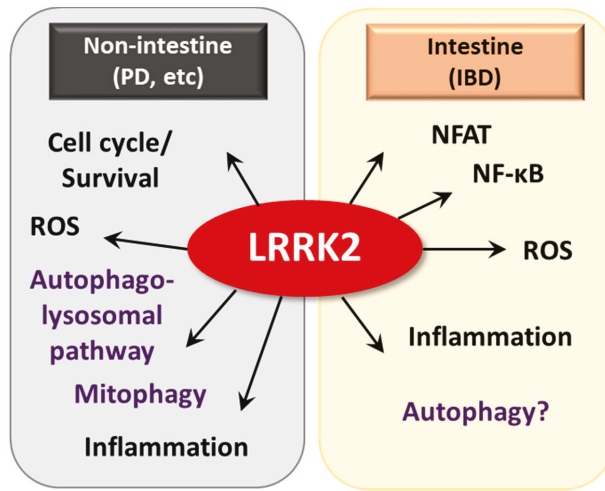 Non-intestine
(PD, etc)
Intestine
(IBD)
Cell cycle/
Survival
ROS
Autophago-
lysosomal
pathway
Mitophagy
Inflammation
LRRK2
NFAT
NF-κB
ROS
Inflammation
Autophagy?